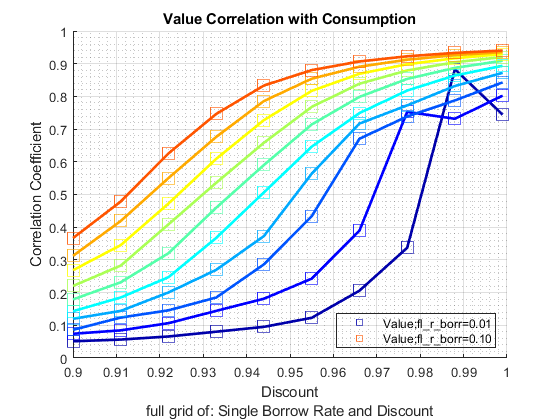 Value Correlation with Consumption
1
0.9
0.8
0.7
0.6
0.5
0.4
0.3
0.2
0.1
0
Correlation Coefficient
Value;fl_r_borr=0.01
Value;fl_r_borr=0.10
0.9 0.91 0.92 0.93 0.94 0.95 0.96 0.97 0.98 0.99 1
Discount
full grid of: Single Borrow Rate and Discount